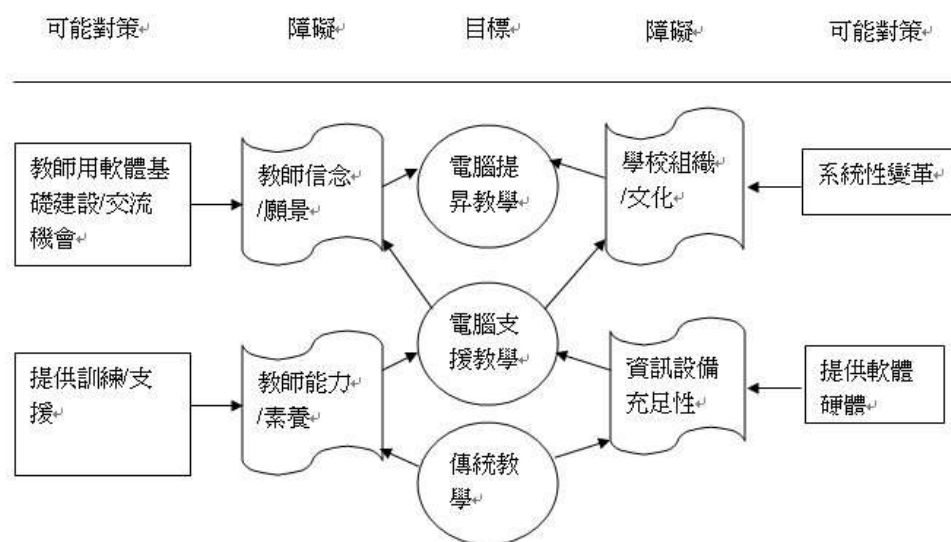 可能對策
障礙
目標
障礙
可能對策
教師用軟體基
礎建設/交流
機會
教師信念
/願景
電腦提
昇教學
學校組織
/文化
系統性變革
電腦支
援教學
提供訓練/支
援
教師能力
/素養
資訊設備
充足性
提供軟體
硬體
傳統教
學